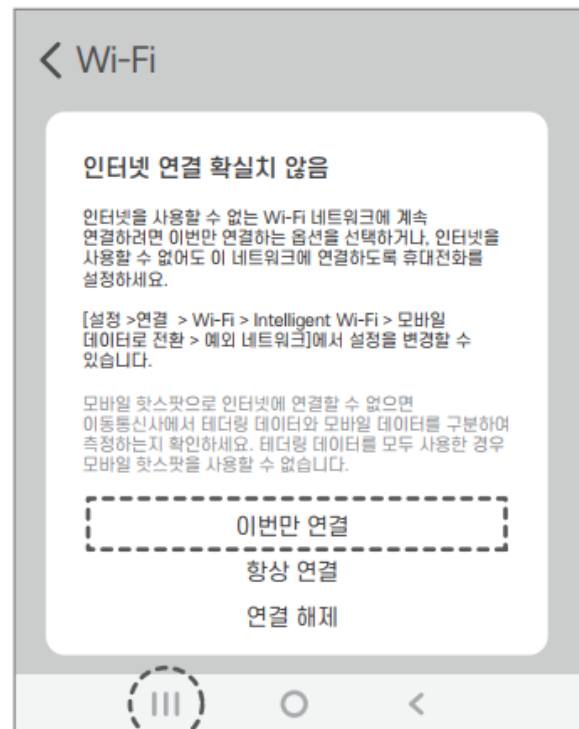 Wi-Fi
인터넷 연결 확실치 않음
인터넷을 사용할 수 없는 Wi-Fi 네트워크에 계속
연결하려면 이번만 연결하는 옵션을 선택하거나, 인터넷을
사용할 수 없어도 이 네트워크에 연결하도록 휴대전화를
설정하세요.
[설정 >연결 > Wi-Fi > Intelligent Wi-Fi > 모바일
데이터로 전환 > 예외 네트워크]에서 설정을 변경할 수
있습니다.
모바일 핫스팟으로 인터넷에 연결할 수 없으면
이동통신사에서 테더링 데이터와 모바일 데이터를 구분하여
측정하는지 확인하세요. 테더링 데이터를 모두 사용한 경우
모바일 핫스팟을 사용할 수 없습니다.
이번만 연결
항상 연결
연결 해제